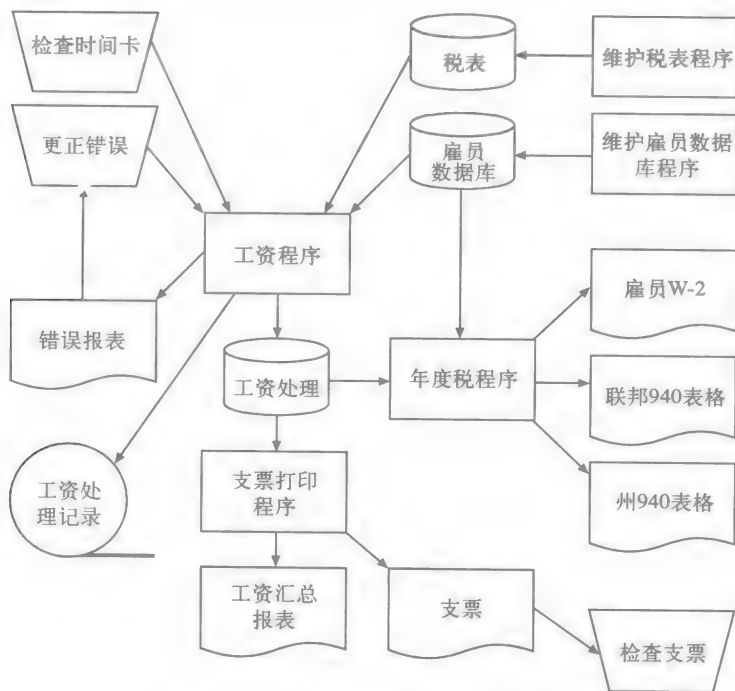 检查时间卡
税表
维护税表程序
更正错误
雇员
数据库
维护雇员数据
库程序
工资程序
雇员W-2
错误报表
工资处理
年度税程序
联邦940表格
工资处
理记录
支票打印
程序
州940表格
工资汇总
报表
支票
检查支票